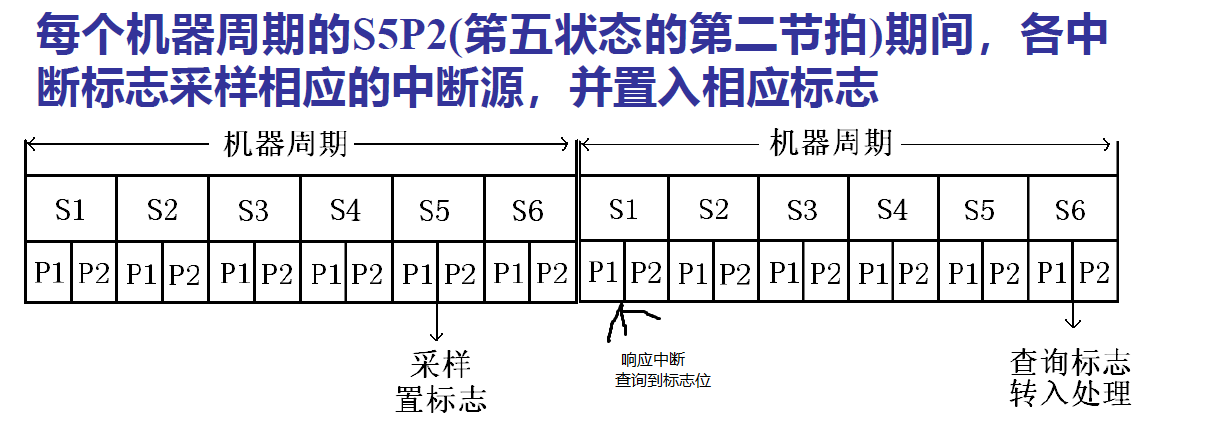 每个机器周期的S5P2(第五状态的第二节拍)期间，各中
断标志采样相应的中断源，并置入相应标志
机器周期 机器周期
S1 S2 S3 S4 S5 S6 S1 S2 S3 S4 S5 S6
P1 P2 P1 P2 P1 P2 P1 P2 P1 P2 P1 P2 P1 P2 P1 P2 P1 P2 P1 P2 P1 P2 P1 P2
采样
置标志
响应中断
查询到标志位
查询标志
转入处理